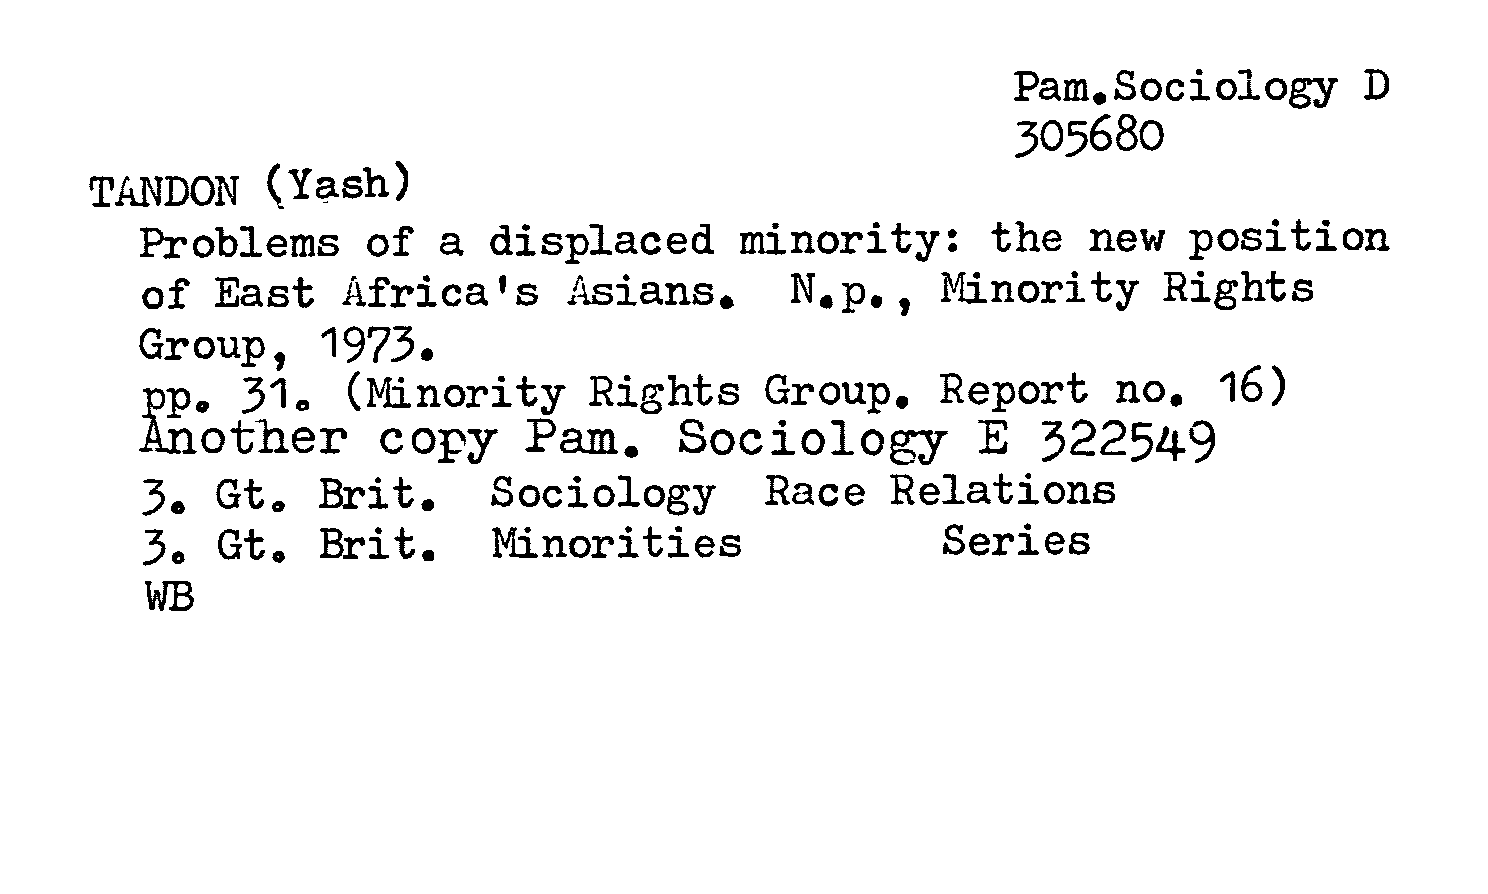 Pam.Sociology D
305680
TANDON (Yash)
Problems of a displaced minority: the new position
of East Africa's Asians. N.p., Minority Rights
Group, 1973.
pp. 31. (Minority Rights Group. Report no. 16)
Another copy Pam. Sociology E 322549
3. Gt. Brit. Sociology Race Relations
3. Gt. Brit. Minorities Series
WB